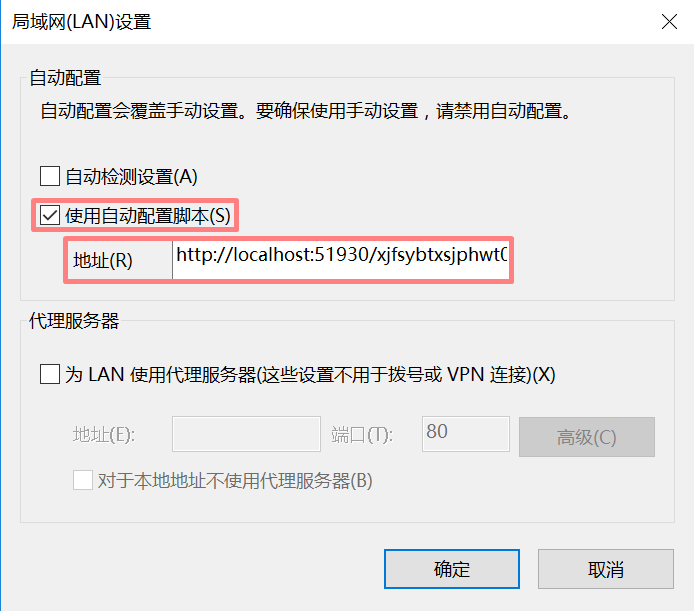 局域网(LAN)设置
自动配置
自动配置会覆盖手动设置。要确保使用手动设置，请禁用自动配置。
自动检测设置(A)
使用自动配置脚本(S)
地址(R) http://localhost:51930/xjfsybtxsjphwt0
代理服务器
为 LAN 使用代理服务器(这些设置不用于拨号或 VPN 连接)(X)
地址(E): 端口(T): 80 高级(C)
对于本地地址不使用代理服务器(B)
确定 取消